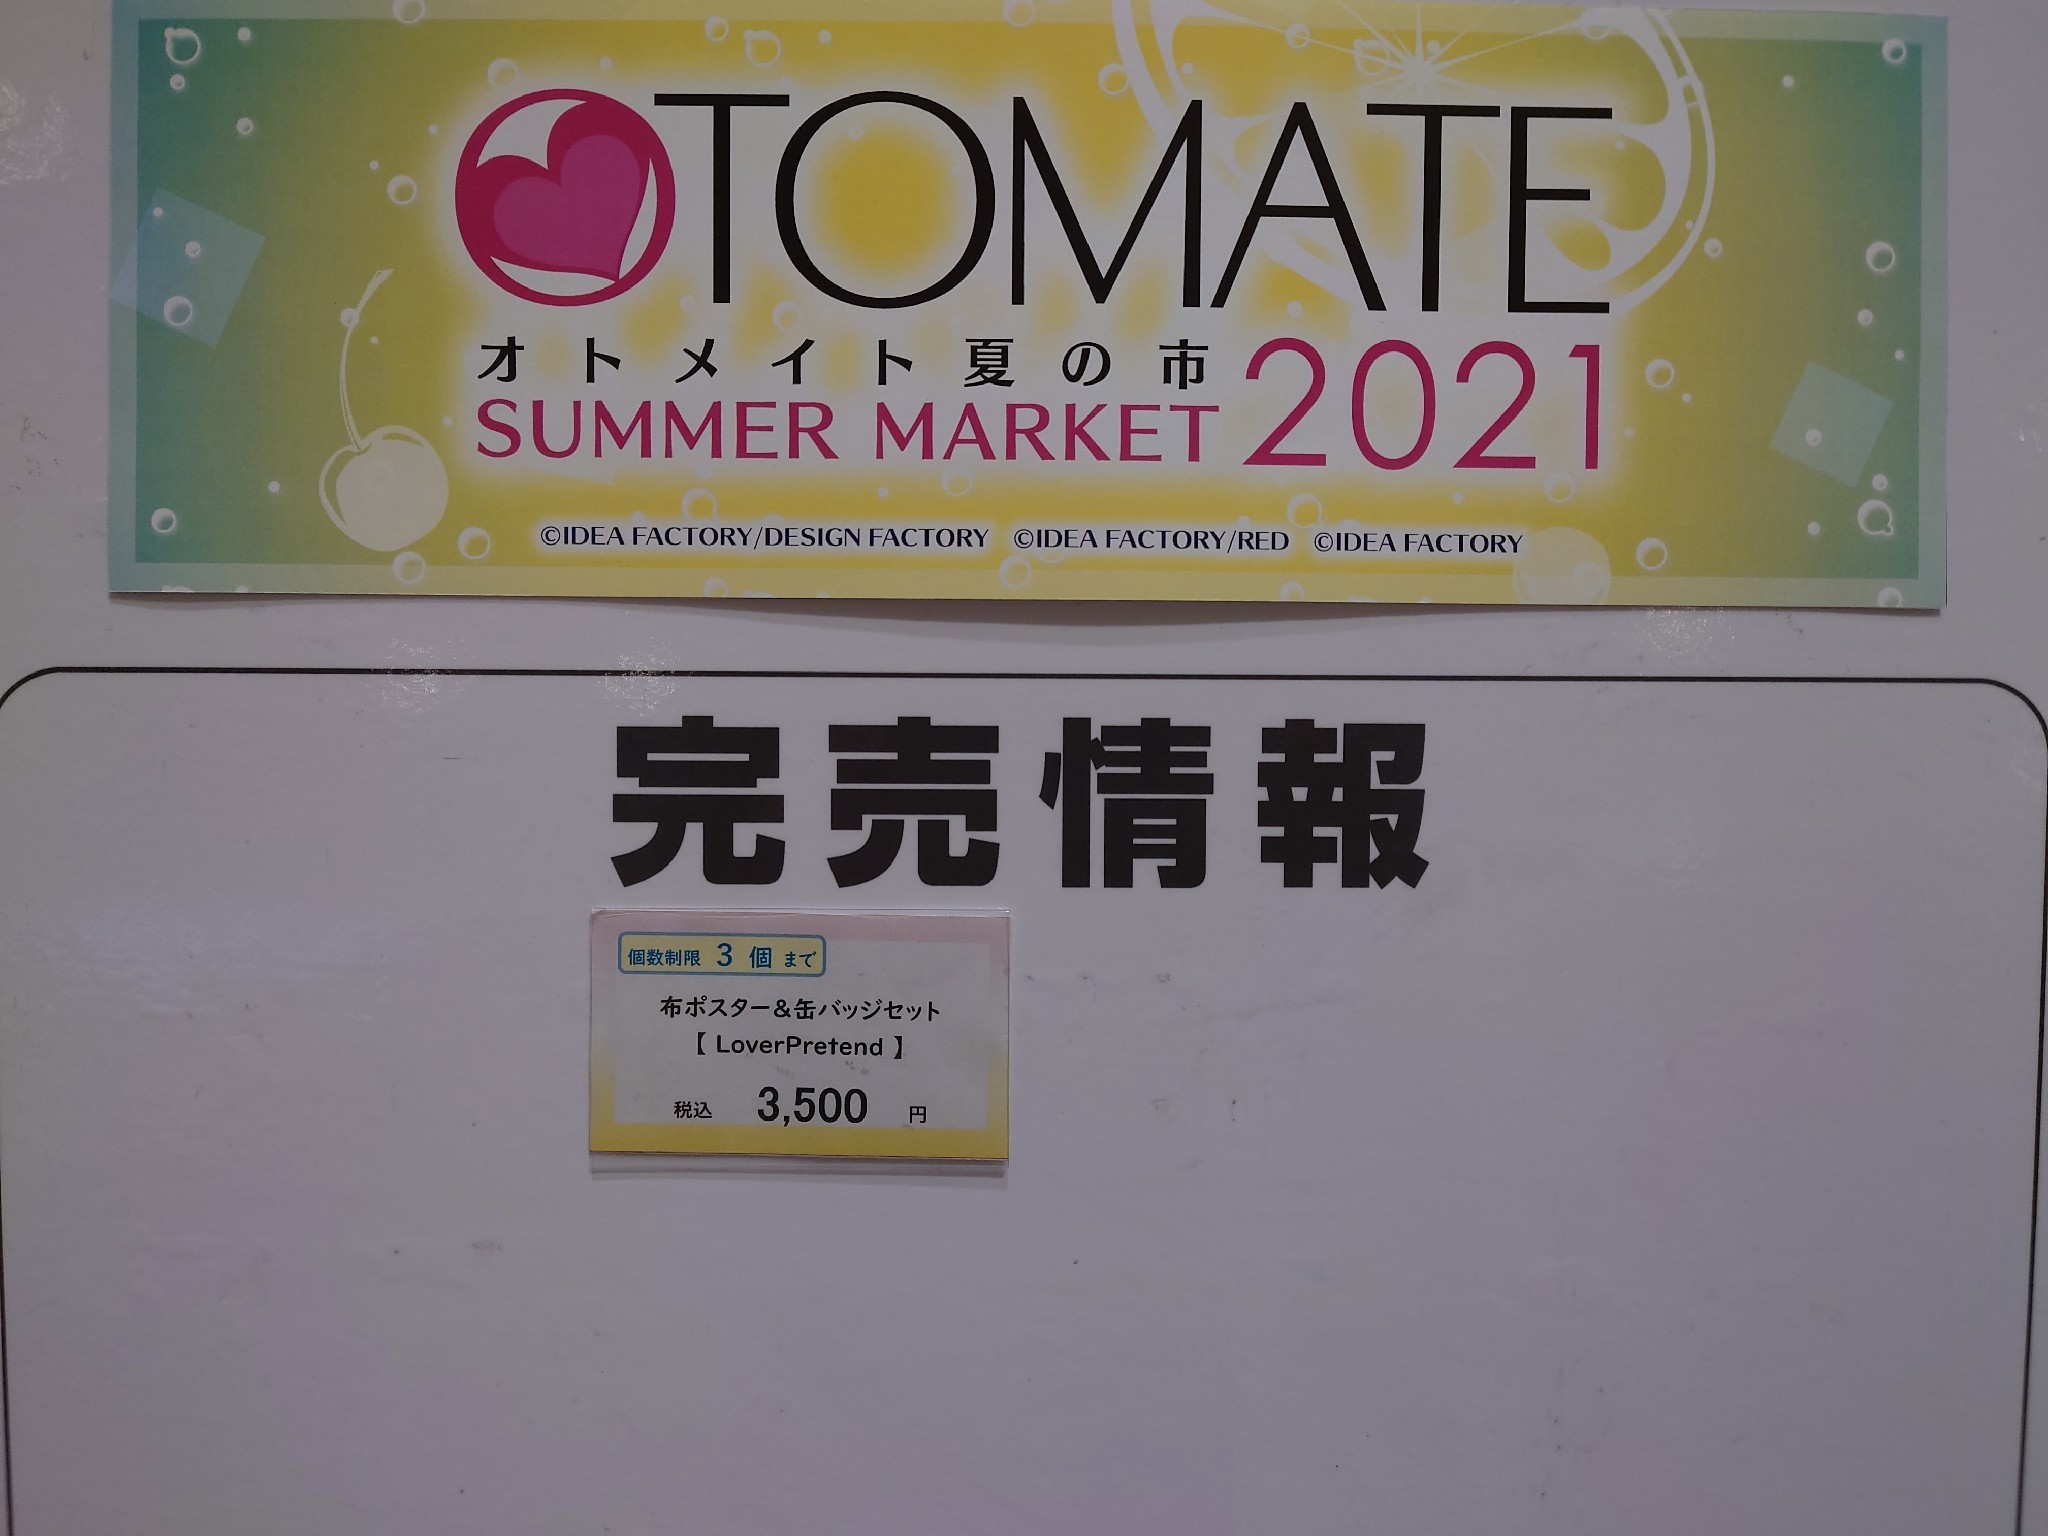 OTOMATE
オトメイト夏の市
SUMMER MARKET 2021
©IDEA FACTORY/DESIGN FACTORY ©IDEA FACTORY/RED ©IDEA FACTORY
完売情報
個数制限 3 個 まで
布ポスター&缶バッジセット
【 LoverPretend 】
税込 3,500 円